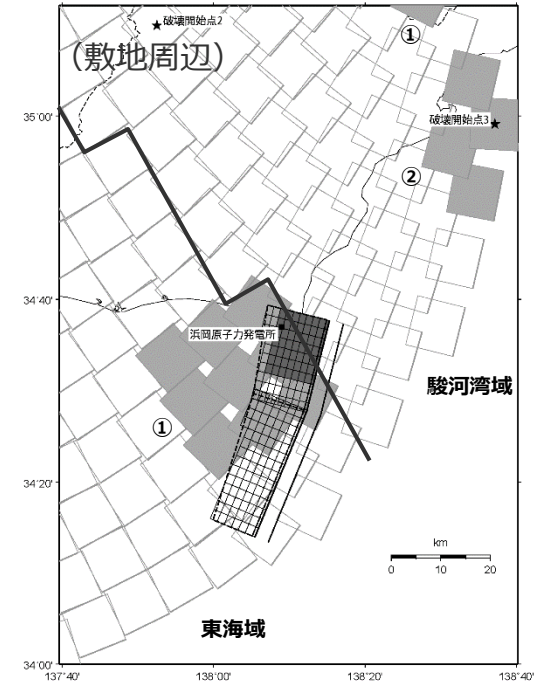 破壊開始点2
①
（敷地周辺）
35°00'
破壊開始点3
②
34°40'
浜岡原子力発電所
駿河湾域
①
34°20'
km
0 10 20
東海域
34°00'
137°40' 138°00' 138°20' 138°40'